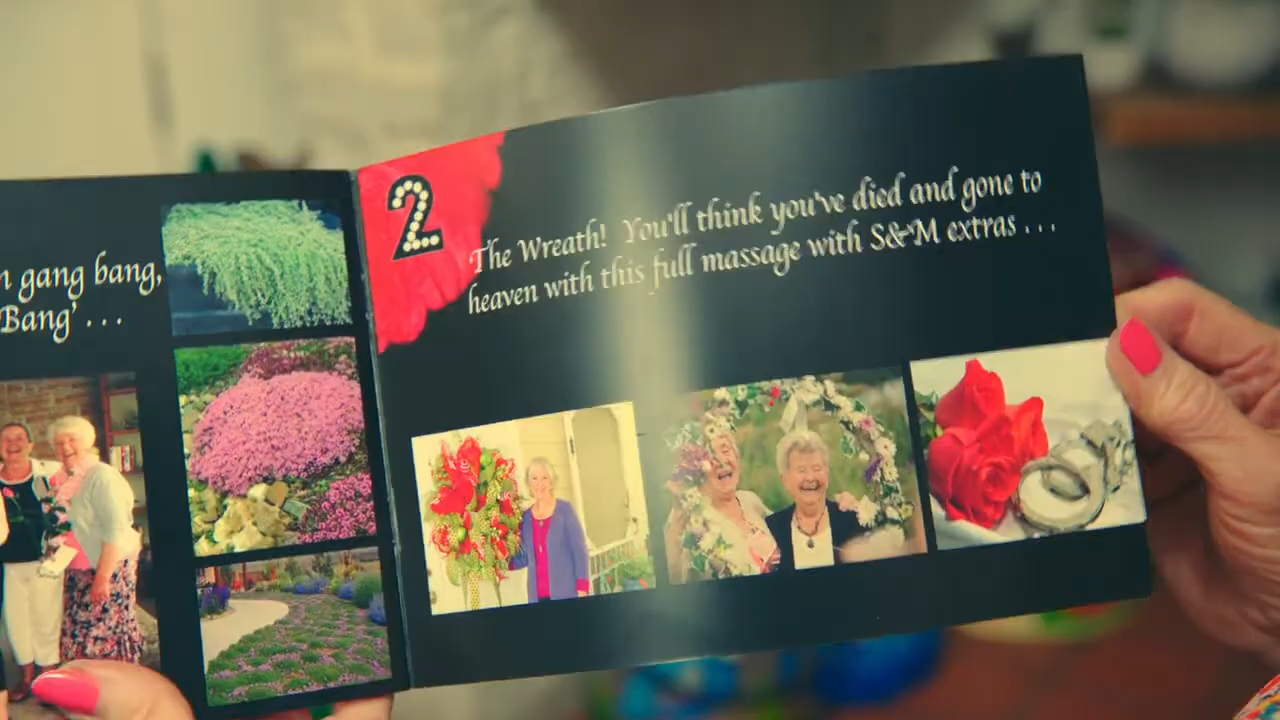 n gang bang,
Bang' . . .
2
The Wreath! You'll think you've died and gone to
heaven with this full massage with S&M extras . . .